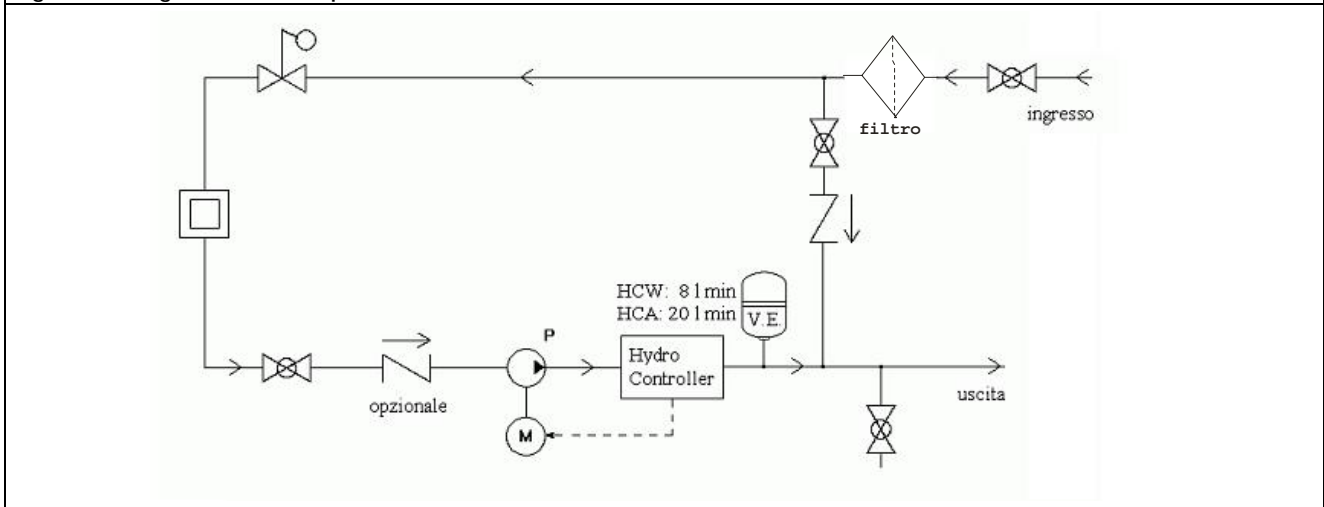 ingresso
filtro
HCW: 8 l min
HCA: 20 l min
V.E.
P
Hydro
Controller
opzionale
uscita
M